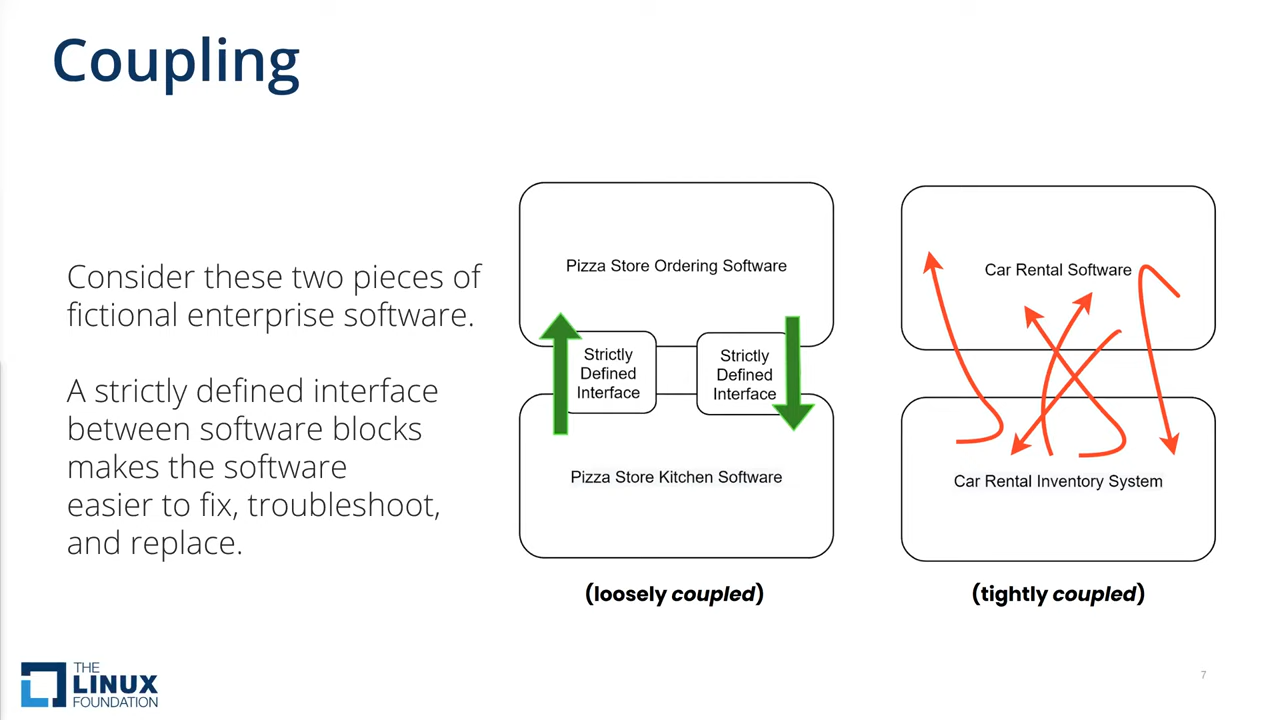 Coupling
Consider these two pieces of
fictional enterprise software.
A strictly defined interface
between software blocks
makes the software
easier to fix, troubleshoot,
and replace.
Pizza Store Ordering Software
Strictly
Defined
Interface
Strictly
Defined
Interface
Pizza Store Kitchen Software
(loosely coupled)
Car Rental Software
Car Rental Inventory System
(tightly coupled)
THE
LINUX
FOUNDATION
7